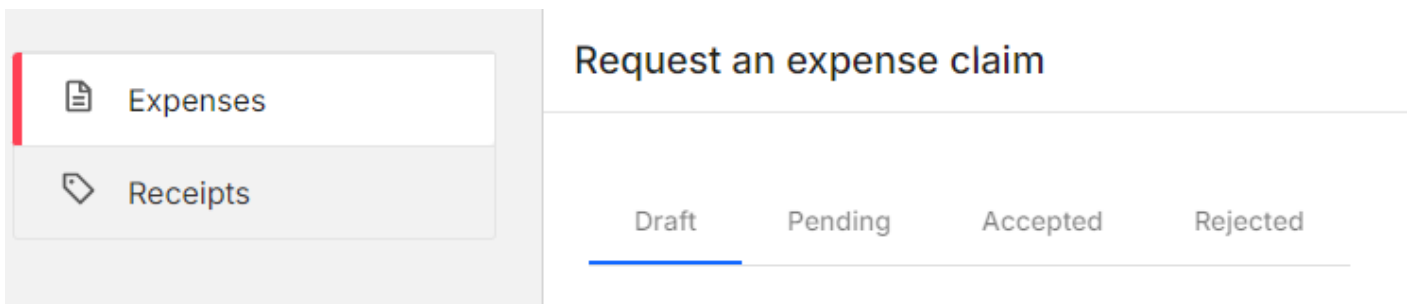 Expenses
Receipts
Request an expense claim
Draft Pending Accepted Rejected